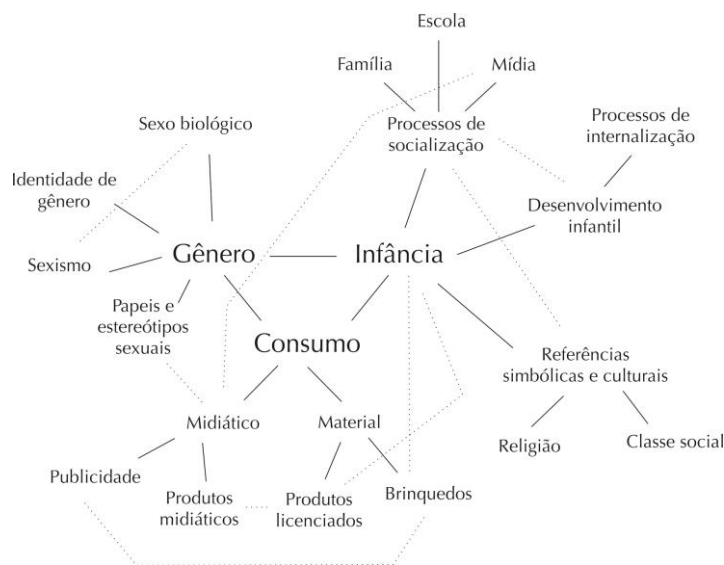 Escola
Família
Mídia
Sexo biológico
Processos de
socialização
Processos de
internalização
Identidade de
gênero
Desenvolvimento
infantil
Sexismo
Gênero
Infância
Papeis e
estereótipos
sexuais
Consumo
Referências
simbólicas e culturais
Midiático
Material
Religião
Classe social
Publicidade
Produtos
midiáticos
Produtos
licenciados
Brinquedos